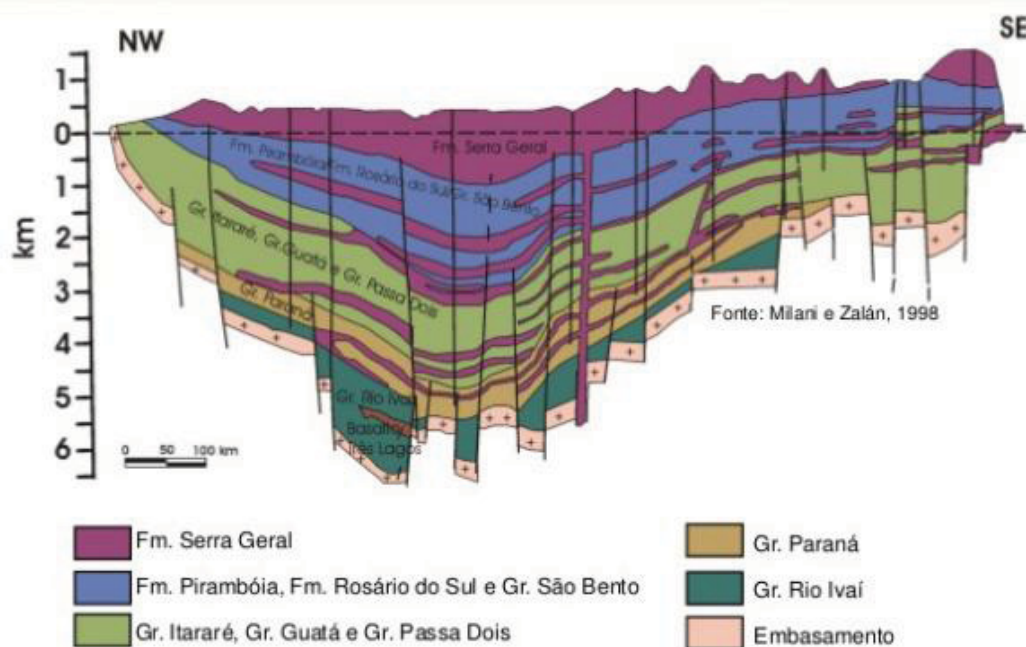 NW
SE
1
0
1
2
3
4
5
6
km
Fm. Serra Geral
Fm. Pirambóia/Fm. Rosário do Sul/Gr. São Bento
Gr. Itararé, Gr.Guatá e Gr. Passa Dois
Gr. Paraná
Gr. Rio Ivaí
Basalto
Três Lagos
Fonte: Milani e Zalán, 1998
0 50 100 km
Fm. Serra Geral
Fm. Pirambóia, Fm. Rosário do Sul e Gr. São Bento
Gr. Itararé, Gr. Guatá e Gr. Passa Dois
Gr. Paraná
Gr. Rio Ivaí
Embasamento